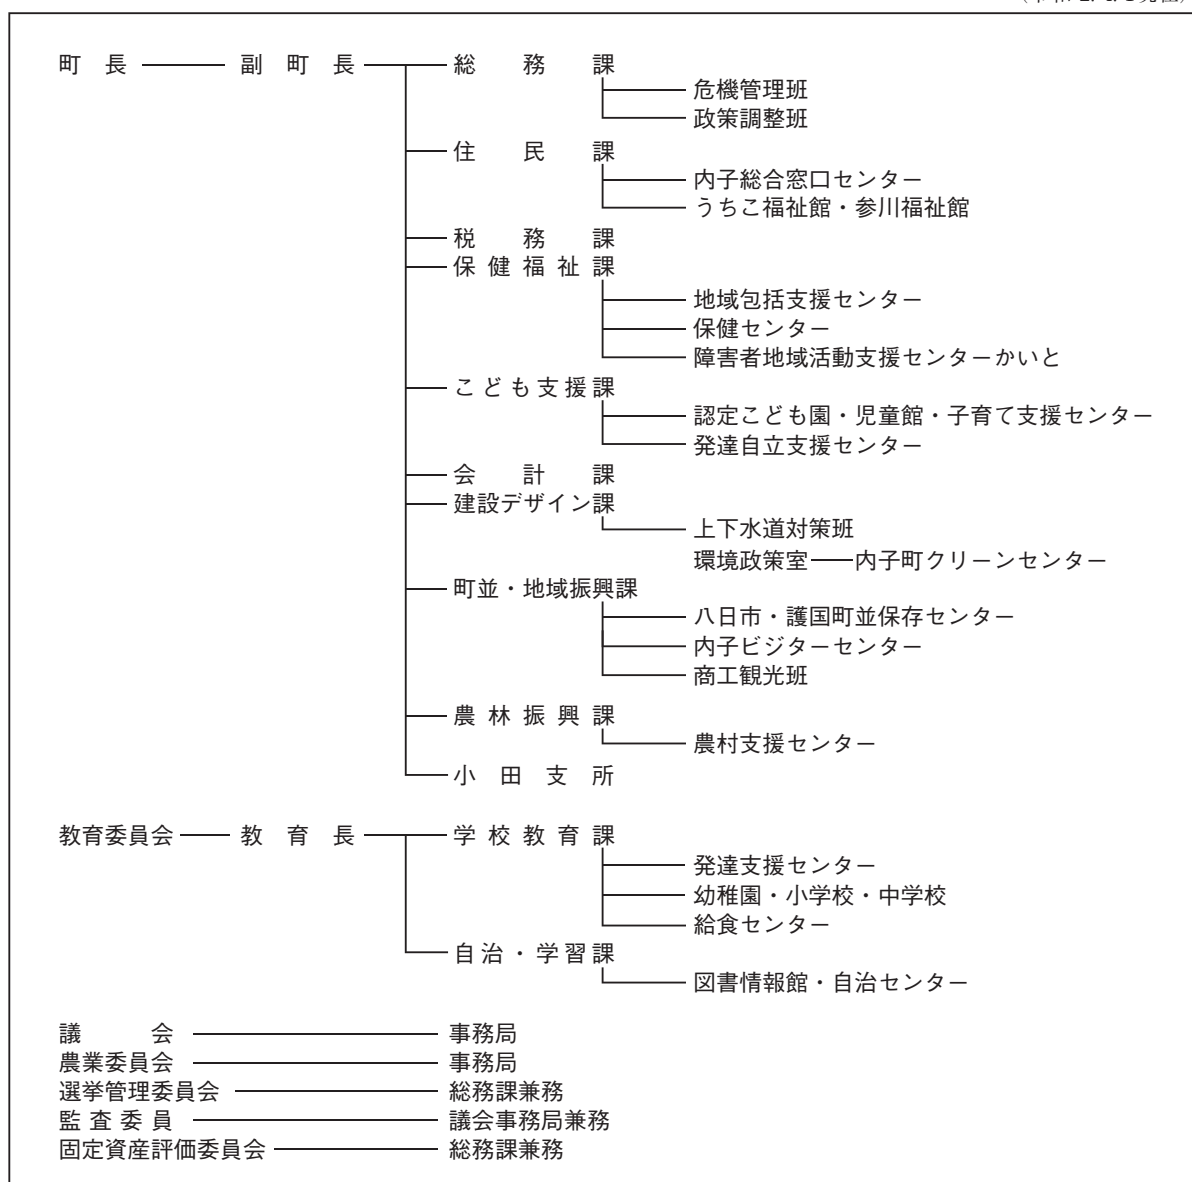 町長 副町長 総務課
危機管理班
政策調整班
住民課
内子総合窓口センター
うちこ福祉館・参川福祉館
税務課
保健福祉課
地域包括支援センター
保健センター
障害者地域活動支援センターかいと
こども支援課
認定こども園・児童館・子育て支援センター
発達自立支援センター
会計課
建設デザイン課
上下水道対策班
環境政策室 内子町クリーンセンター
町並・地域振興課
八日市・護国町並保存センター
内子ビジターセンター
商工観光班
農林振興課
農村支援センター
小田支所
教育委員会 教育長 学校教育課
発達支援センター
幼稚園・小学校・中学校
給食センター
自治・学習課
図書情報館・自治センター
議会 事務局
農業委員会 事務局
選挙管理委員会 総務課兼務
監査委員 議会事務局兼務
固定資産評価委員会 総務課兼務